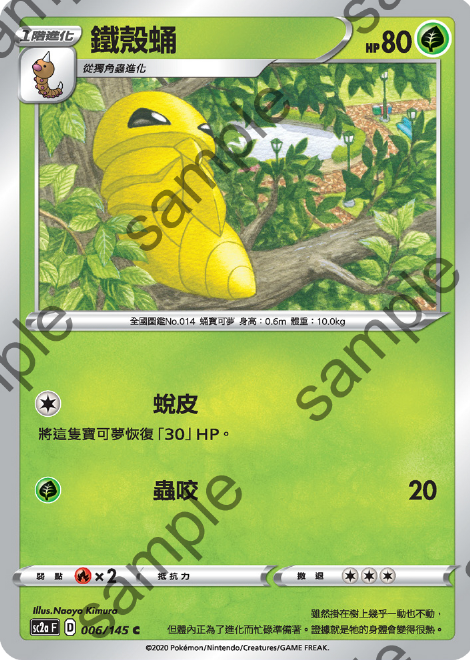 1階進化
鐵殼蛹
HP80
從獨角蟲進化
全國圖鑑No.014 蛹寶可夢 身高：0.6m 體重：10.0kg
蛻皮
將這隻寶可夢恢復「30」HP。
蟲咬 20
弱點 ×2 抵抗力 撤退
Illus.Naoyo Kimura
sc2a F D 006/145 C
雖然掛在樹上幾乎一動也不動，
但體內正為了進化而忙碌準備著。證據就是牠的身體會變得很熱。
©2020 Pokémon/Nintendo/Creatures/GAME FREAK.
sample
sample
sample
sample
sample
sample